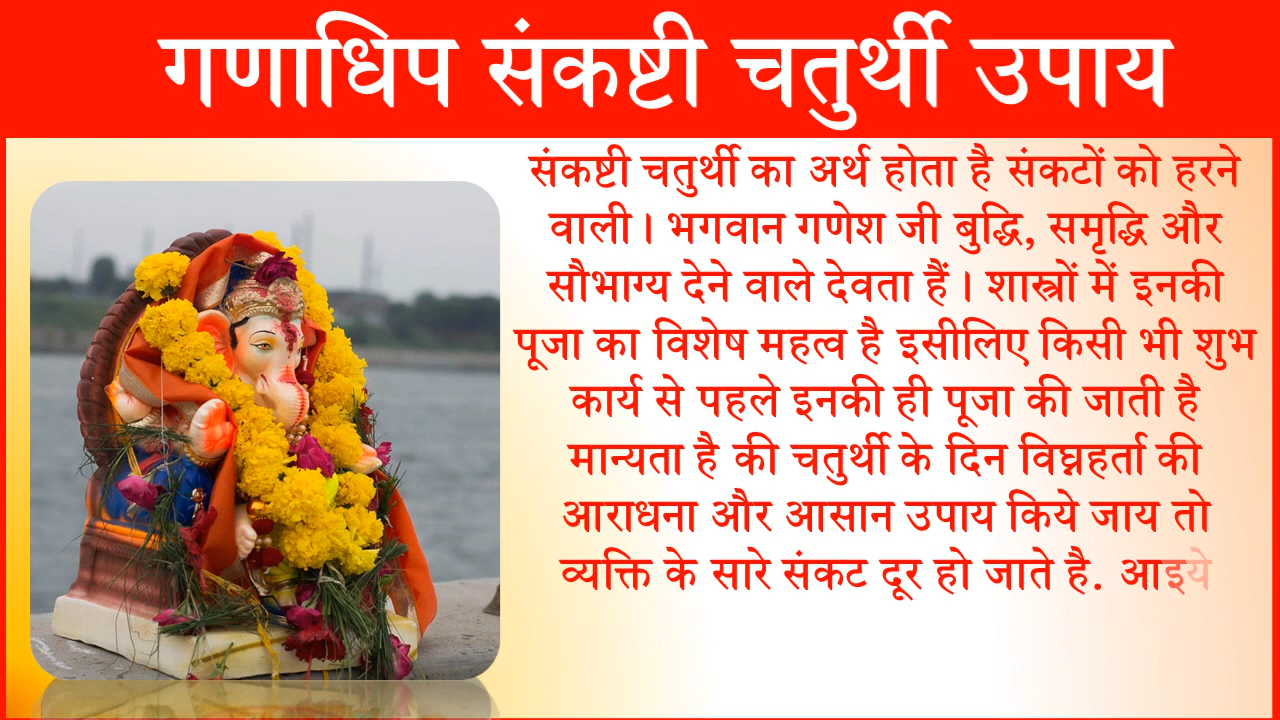 गणाधिप संकष्टी चतुर्थी उपाय
संकष्टी चतुर्थी का अर्थ होता है संकटों को हरने
वाली। भगवान गणेश जी बुद्धि, समृद्धि और
सौभाग्य देने वाले देवता हैं। शास्त्रों में इनकी
पूजा का विशेष महत्व है इसीलिए किसी भी शुभ
कार्य से पहले इनकी ही पूजा की जाती है
मान्यता है की चतुर्थी के दिन विघ्नहर्ता की
आराधना और आसान उपाय किये जाय तो
व्यक्ति के सारे संकट दूर हो जाते है. आइये